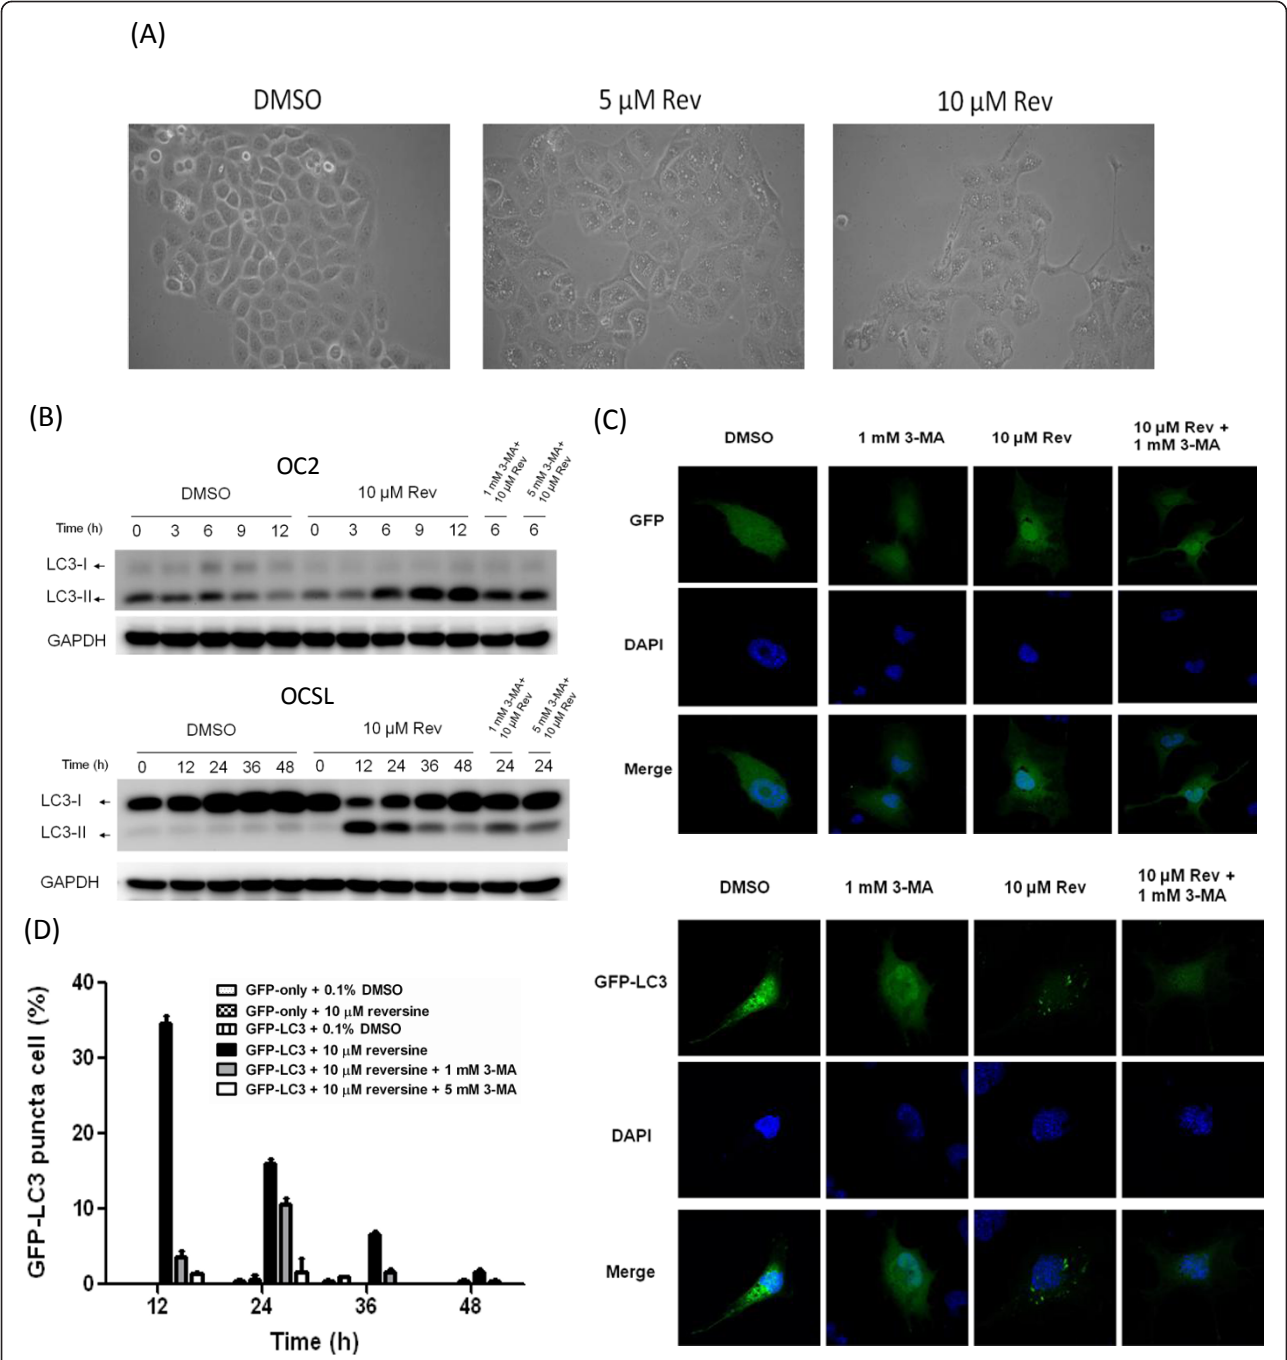 (A)
DMSO 5 µM Rev 10 µM Rev
(B)
OC2
DMSO 10 µM Rev 1 mM 3-MA+ 10 µM Rev 5 mM 3-MA+ 10 µM Rev
Time (h) 0 3 6 9 12 0 3 6 9 12 6 6
LC3-I
LC3-II
GAPDH
OCSL
DMSO 10 µM Rev 1 mM 3-MA+ 10 µM Rev 5 mM 3-MA+ 10 µM Rev
Time (h) 0 12 24 36 48 0 12 24 36 48 24 24
LC3-I
LC3-II
GAPDH
(C)
DMSO 1 mM 3-MA 10 µM Rev 10 µM Rev + 1 mM 3-MA
GFP
DAPI
Merge
DMSO 1 mM 3-MA 10 µM Rev 10 µM Rev + 1 mM 3-MA
GFP-LC3
DAPI
Merge
(D)
GFP-LC3 puncta cell (%)
40
30
20
10
0
GFP-only + 0.1% DMSO
GFP-only + 10 µM reversine
GFP-LC3 + 0.1% DMSO
GFP-LC3 + 10 µM reversine
GFP-LC3 + 10 µM reversine + 1 mM 3-MA
GFP-LC3 + 10 µM reversine + 5 mM 3-MA
12 24 36 48
Time (h)